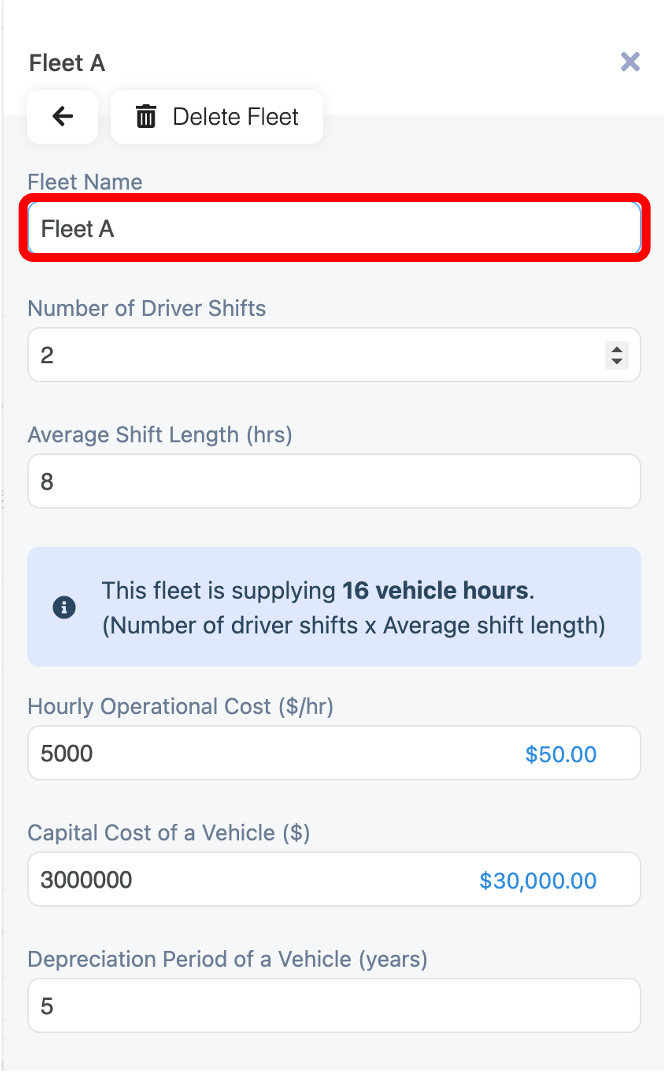 Fleet A
Delete Fleet
Fleet Name
Fleet A
Number of Driver Shifts
2
Average Shift Length (hrs)
8
This fleet is supplying 16 vehicle hours.
(Number of driver shifts x Average shift length)
Hourly Operational Cost ($/hr)
5000 $50.00
Capital Cost of a Vehicle ($)
3000000 $30,000.00
Depreciation Period of a Vehicle (years)
5